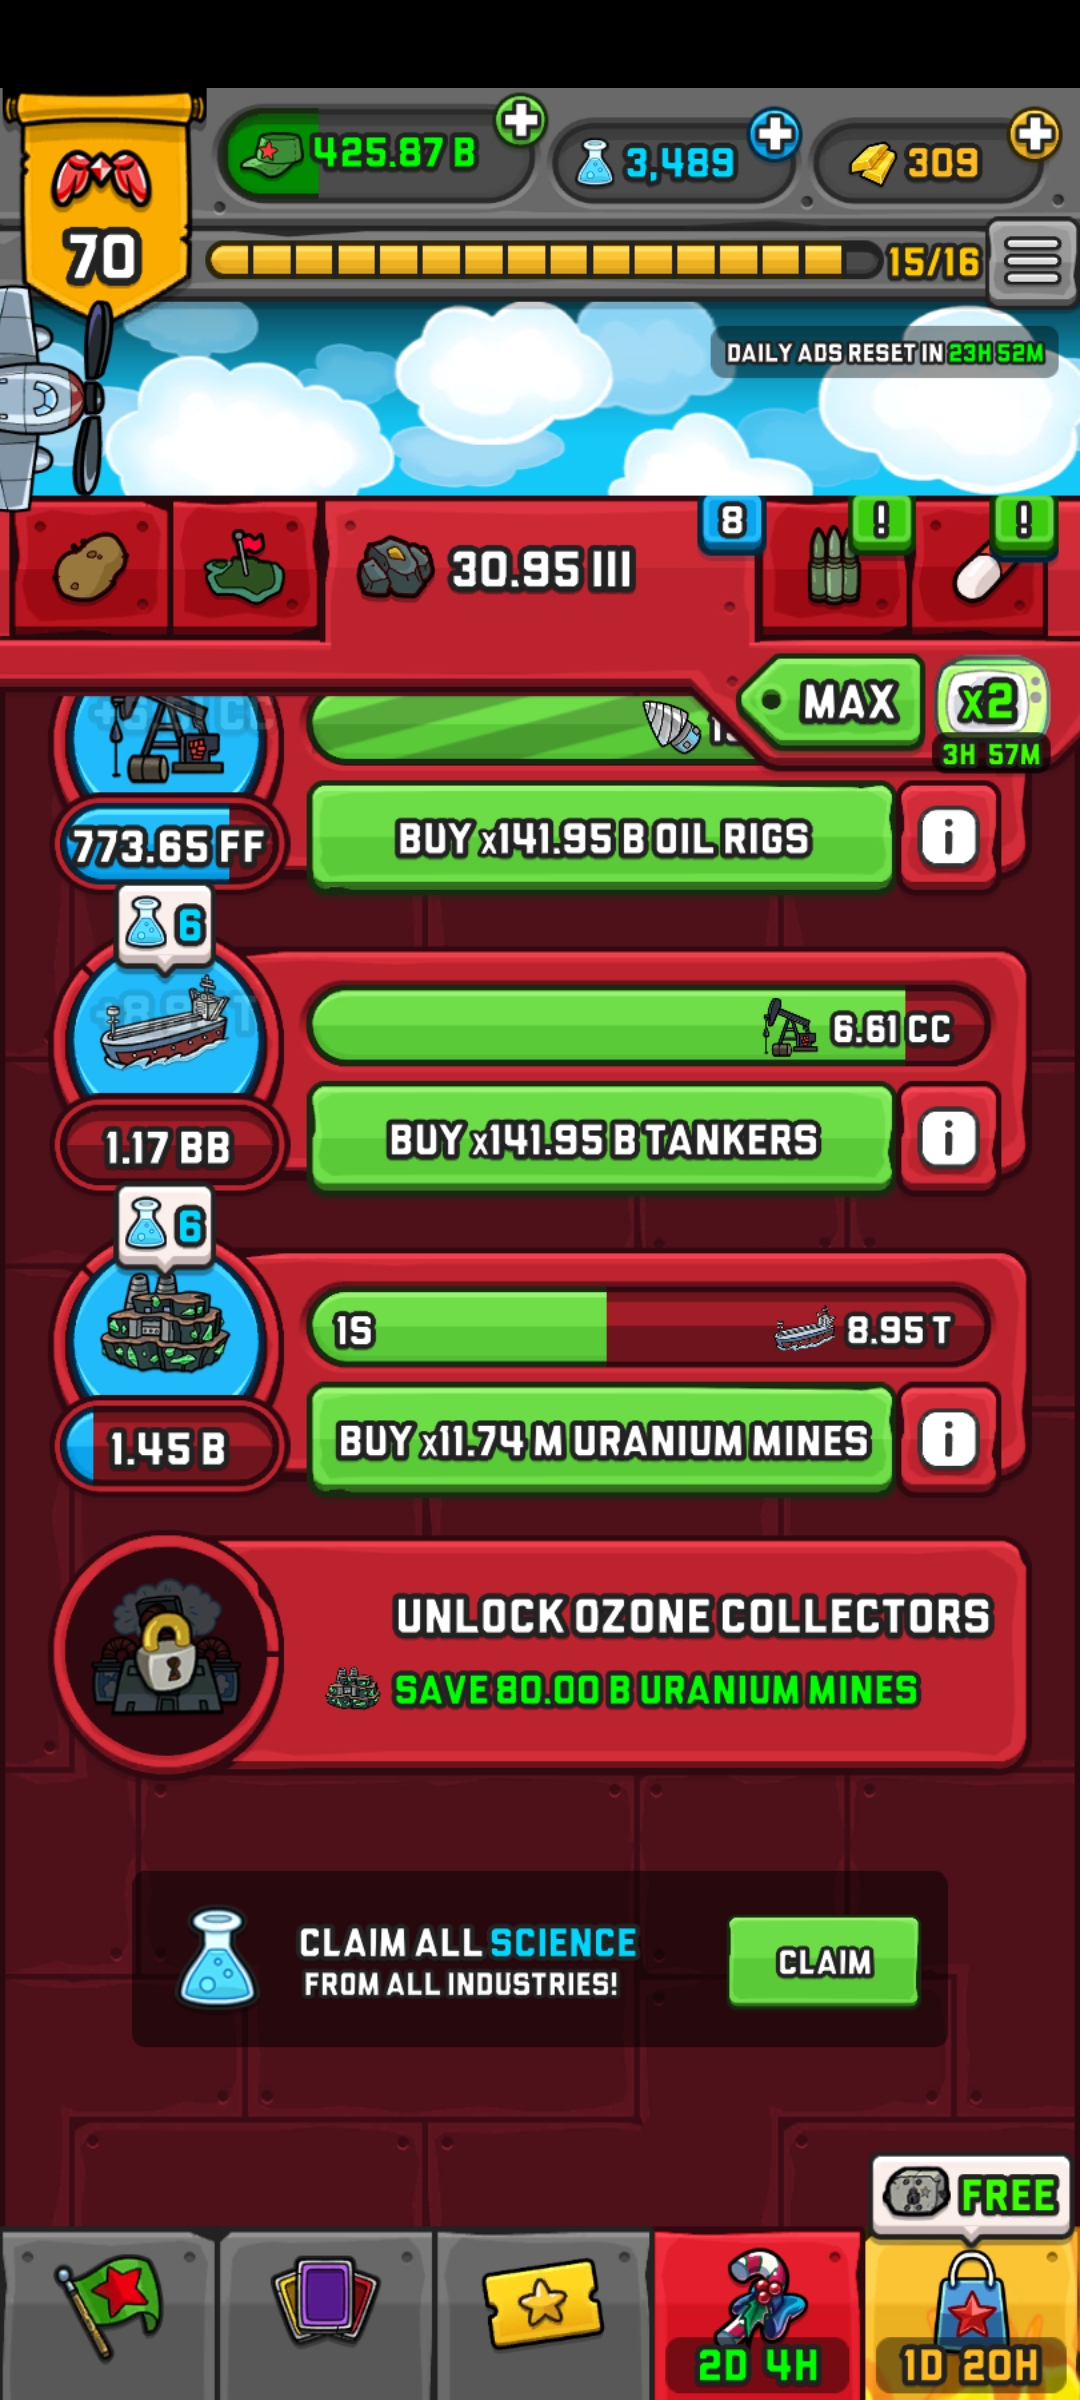 425.87 B
3,489
309
70
15/16
DAILY ADS RESET IN 23H 52M
30.95 III
8
!
!
MAX
x2
3H 57M
773.65 FF
BUY x141.95 B OIL RIGS
i
6
6.61 CC
1.17 BB
BUY x141.95 B TANKERS
i
6
1S
8.95 T
1.45 B
BUY x11.74 M URANIUM MINES
i
UNLOCK OZONE COLLECTORS
SAVE 80.00 B URANIUM MINES
CLAIM ALL SCIENCE
FROM ALL INDUSTRIES!
CLAIM
FREE
2D 4H
1D 20H